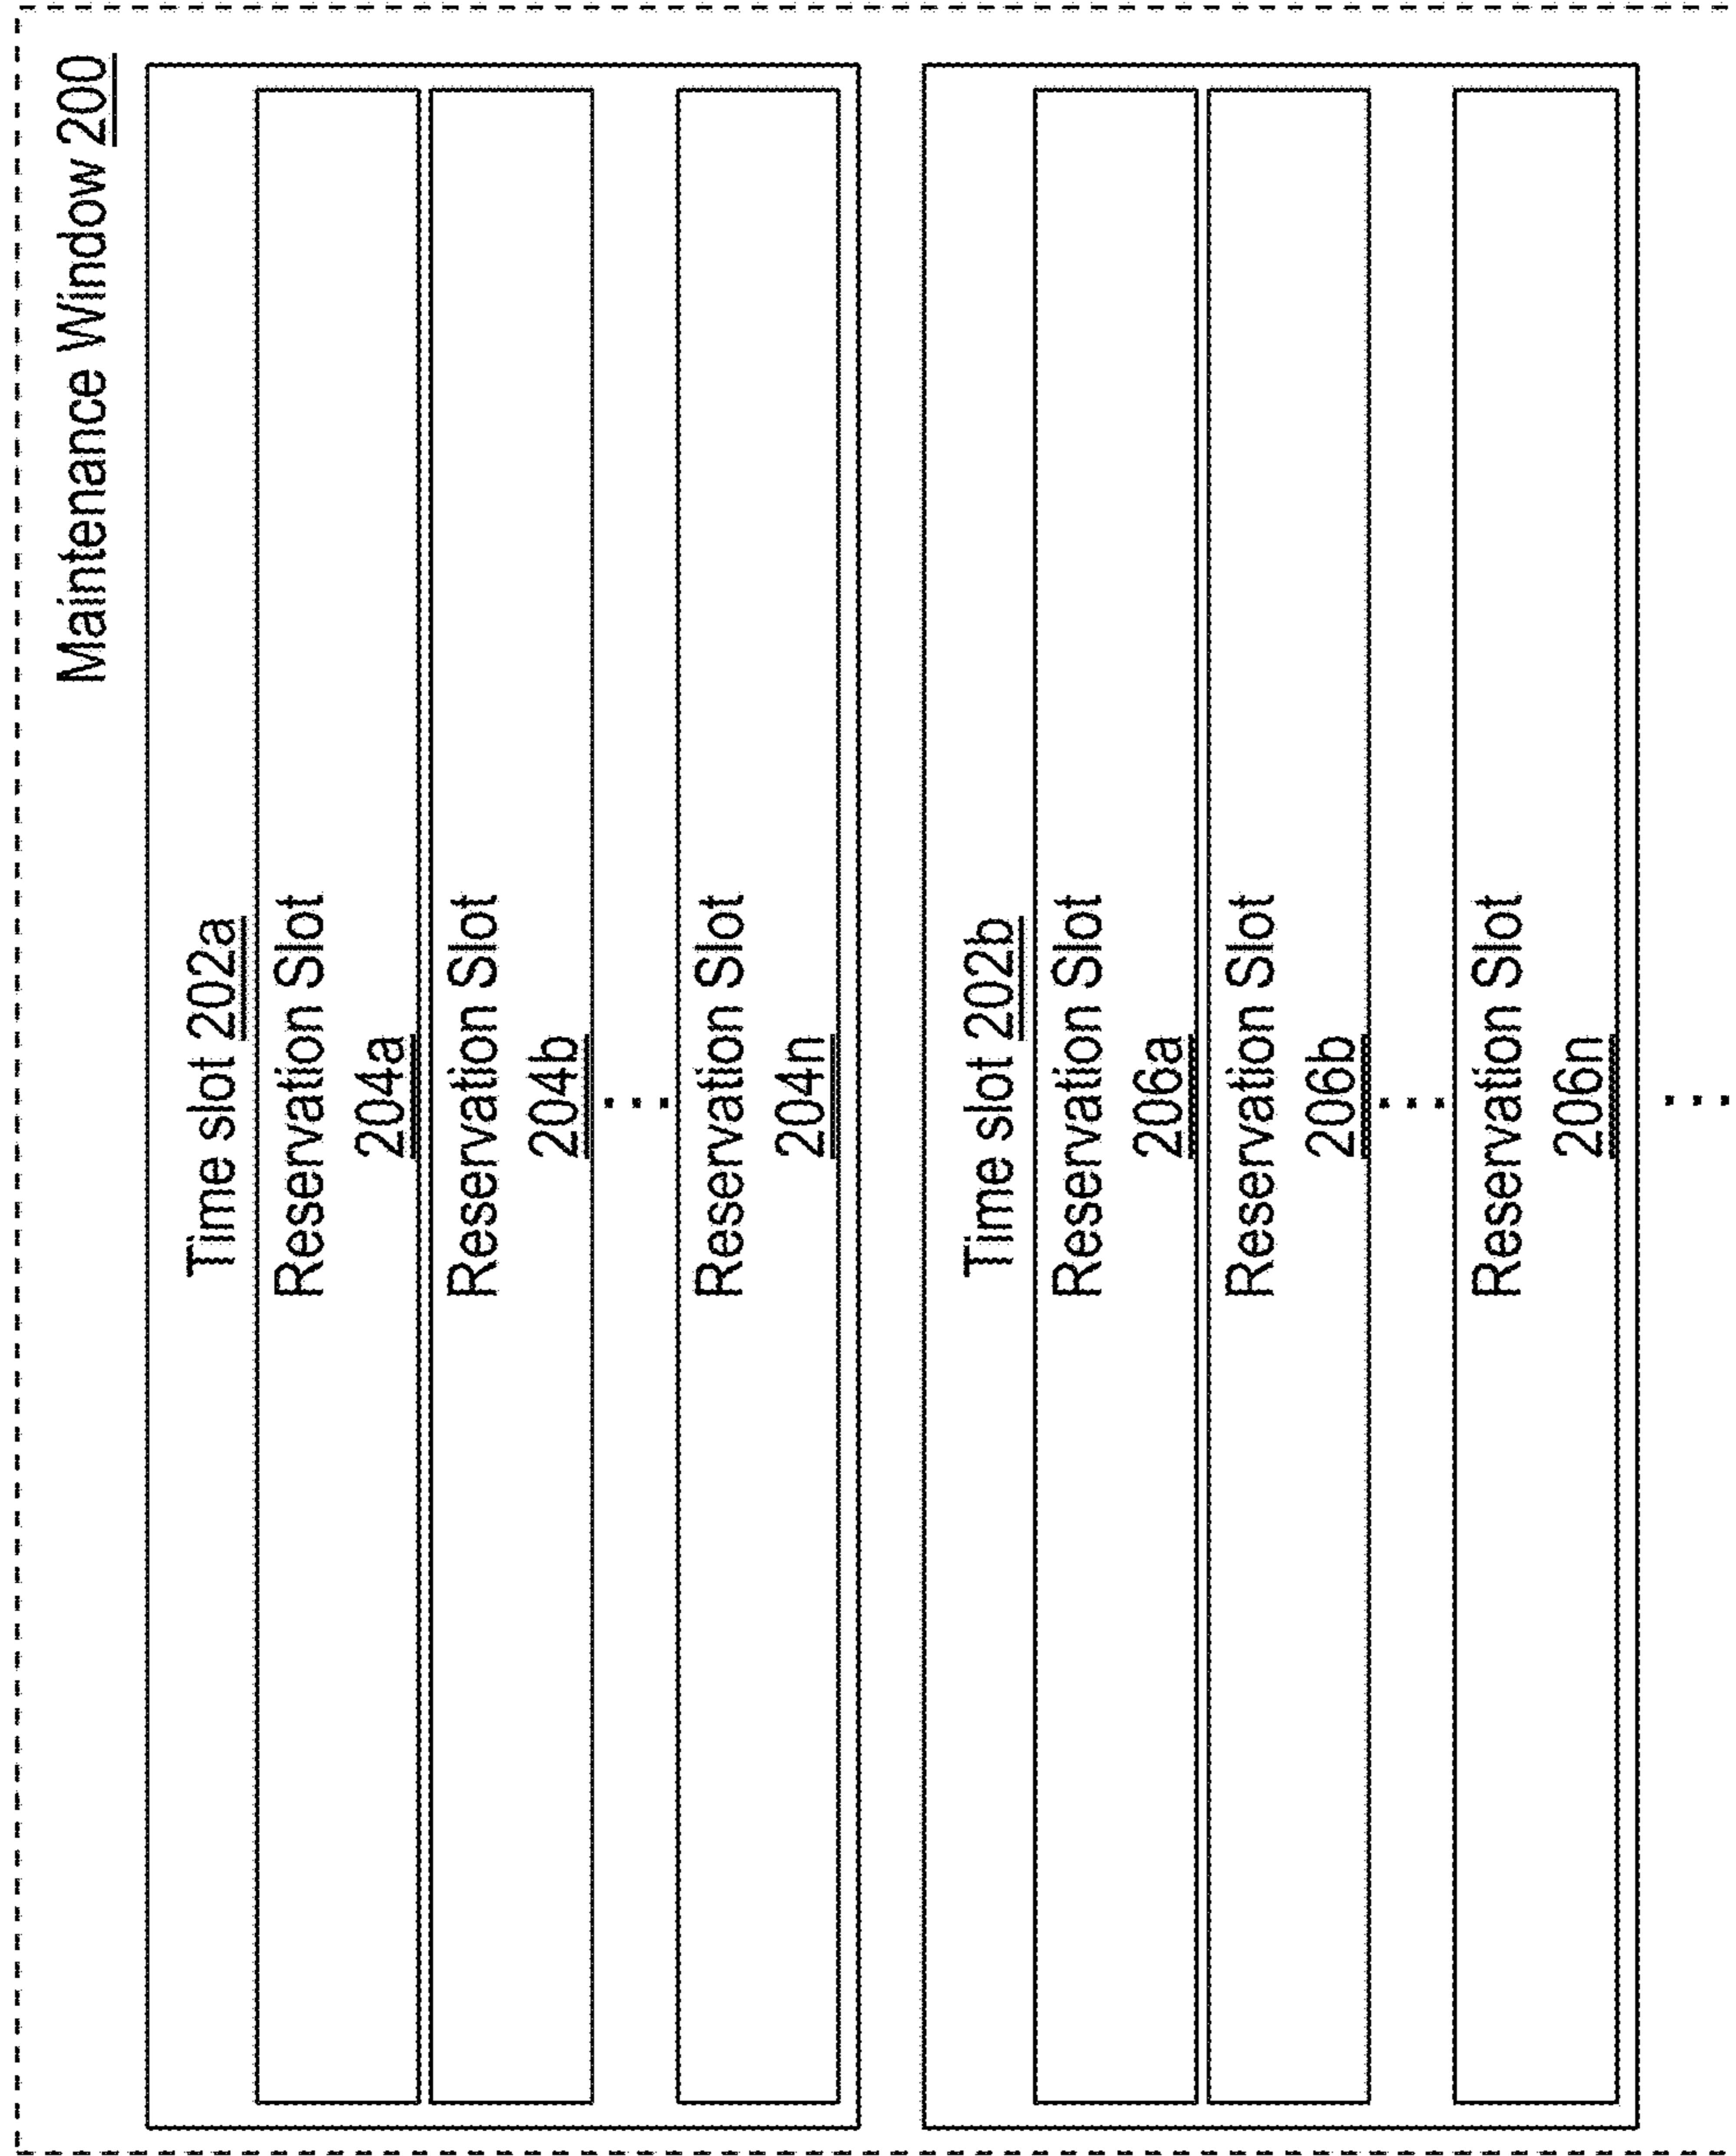 Maintenance Window 200
Time slot 202a
Reservation Slot
204a
Reservation Slot
204b
...
Reservation Slot
204n
Time slot 202b
Reservation Slot
206a
Reservation Slot
206b
...
Reservation Slot
206n
...